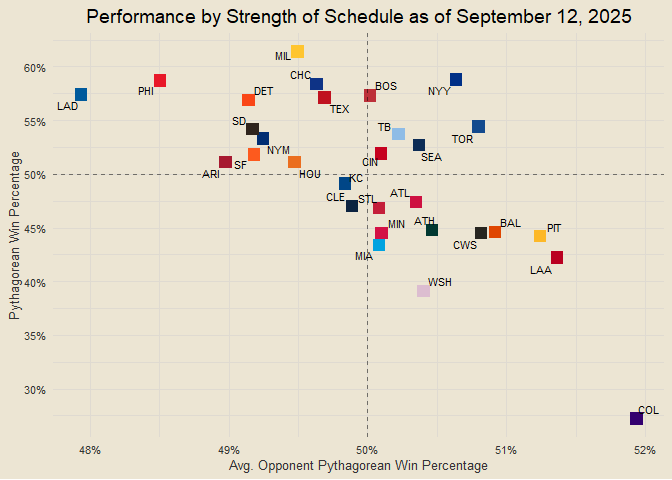 Performance by Strength of Schedule as of September 12, 2025
Pythagorean Win Percentage
60%
55%
50%
45%
40%
35%
30%
MIL
CHC
BOS
NYY
PHI
DET
LAD
TEX
SD
TB
TOR
NYM
SEA
SF
CIN
ARI
HOU
KC
CLE
STL
ATL
MIN
ATH
BAL
PIT
CWS
MIA
LAA
WSH
COL
48%
49%
50%
51%
52%
Avg. Opponent Pythagorean Win Percentage